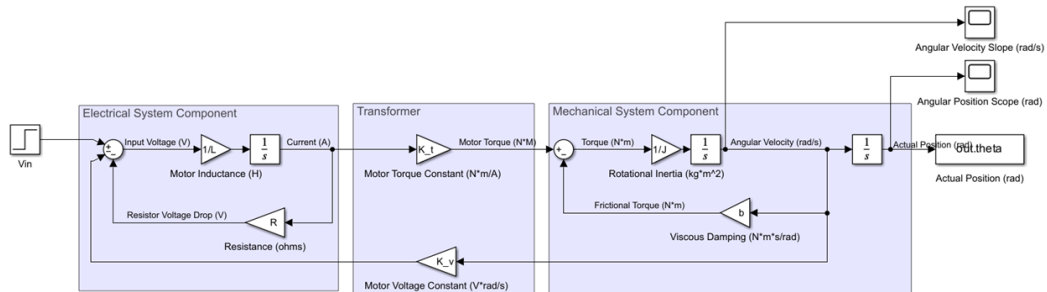 Angular Velocity Slope (rad/s)
Angular Position Scope (rad)
Electrical System Component
Transformer
Mechanical System Component
Vin
Input Voltage (V)
1/L
1
s
Current (A)
Motor Inductance (H)
K_t
Motor Torque (N*M)
Motor Torque Constant (N*m/A)
Torque (N*m)
1/J
1
s
Angular Velocity (rad/s)
Rotational Inertia (kg*m^2)
1
s
Actual Position (rad)
out.theta
Actual Position (rad)
Resistor Voltage Drop (V)
R
Resistance (ohms)
Frictional Torque (N*m)
b
Viscous Damping (N*m*s/rad)
K_v
Motor Voltage Constant (V*rad/s)